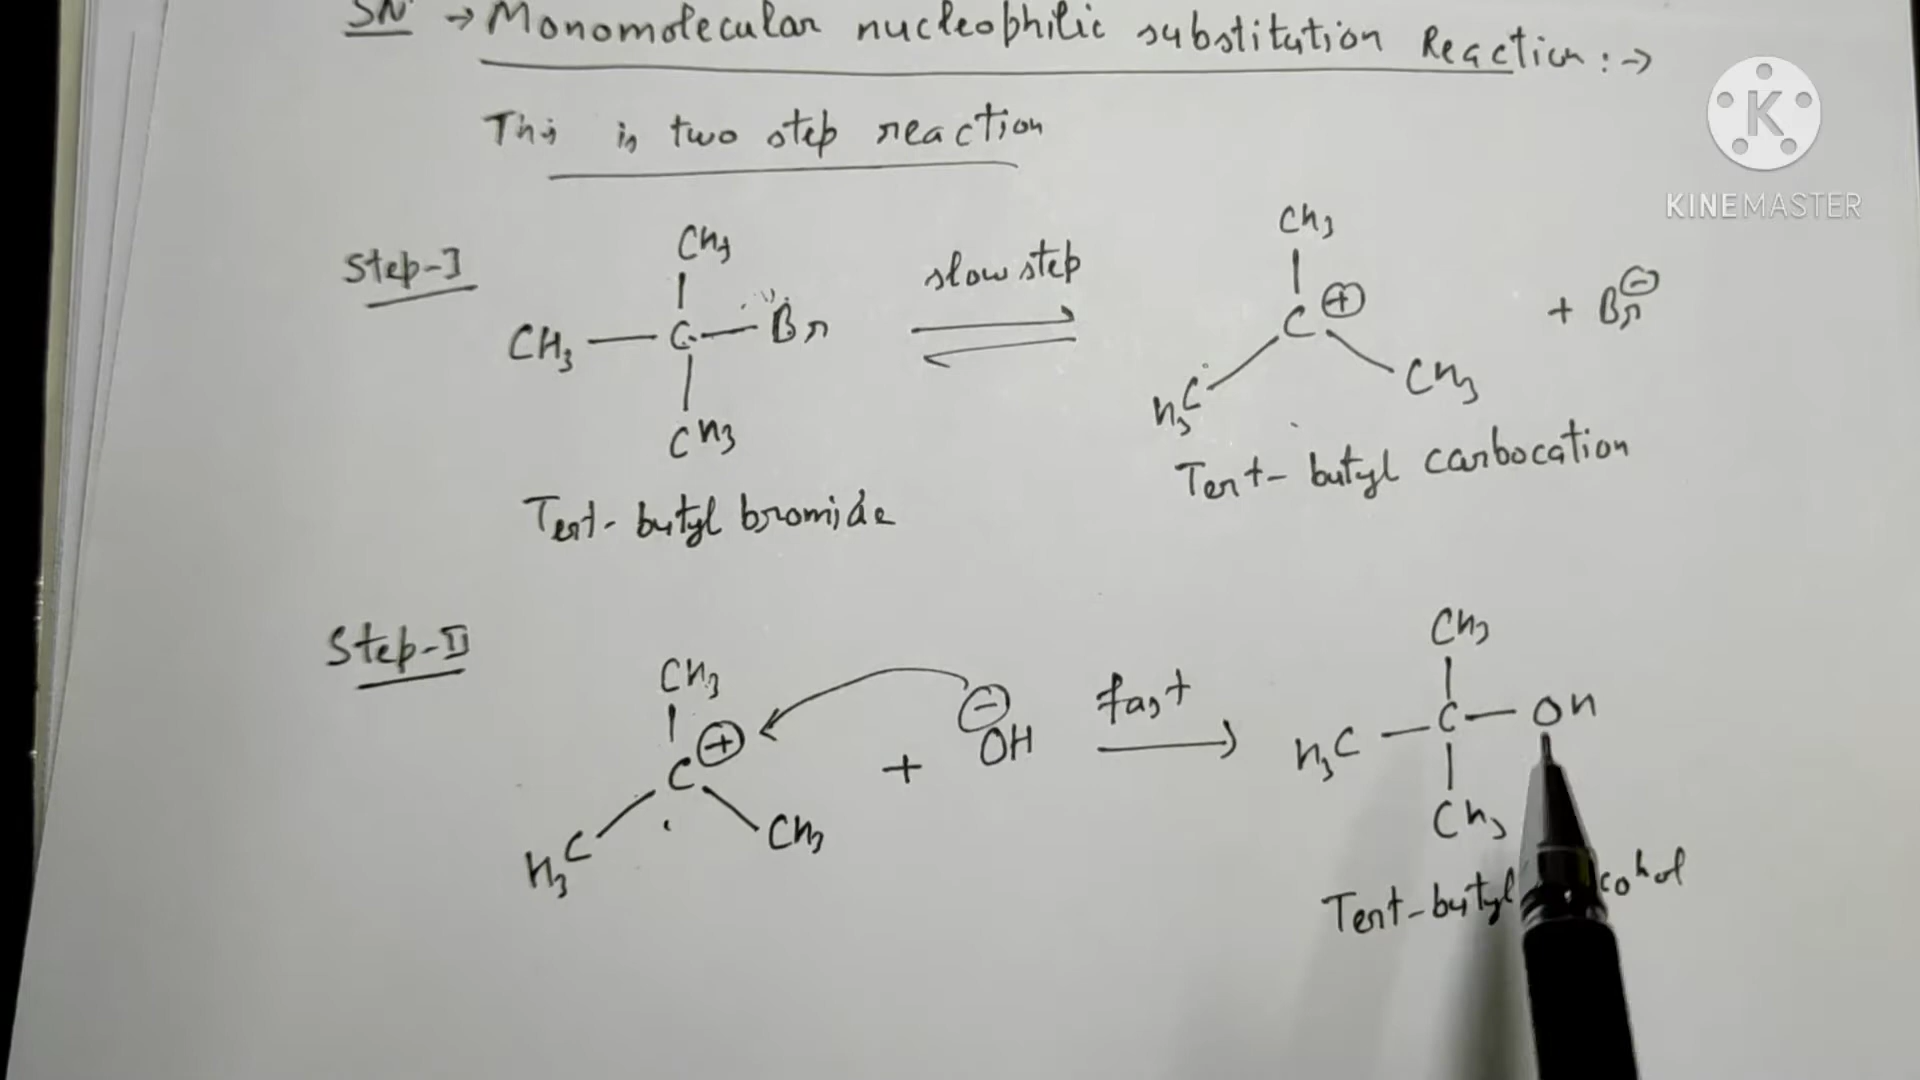 SN¹ → Monomolecular nucleophilic substitution Reaction :→
This is two step reaction
Step-I
CH3
CH3 — C — Br
CH3
Tert-butyl bromide
slow step
CH3
C ⊕
H3C CH3
+ Br⊖
Tert-butyl carbocation
Step-II
CH3
C ⊕
H3C CH3
+ ⊖OH
fast
CH3
H3C — C — OH
CH3
Tert-butyl
KINEMASTER